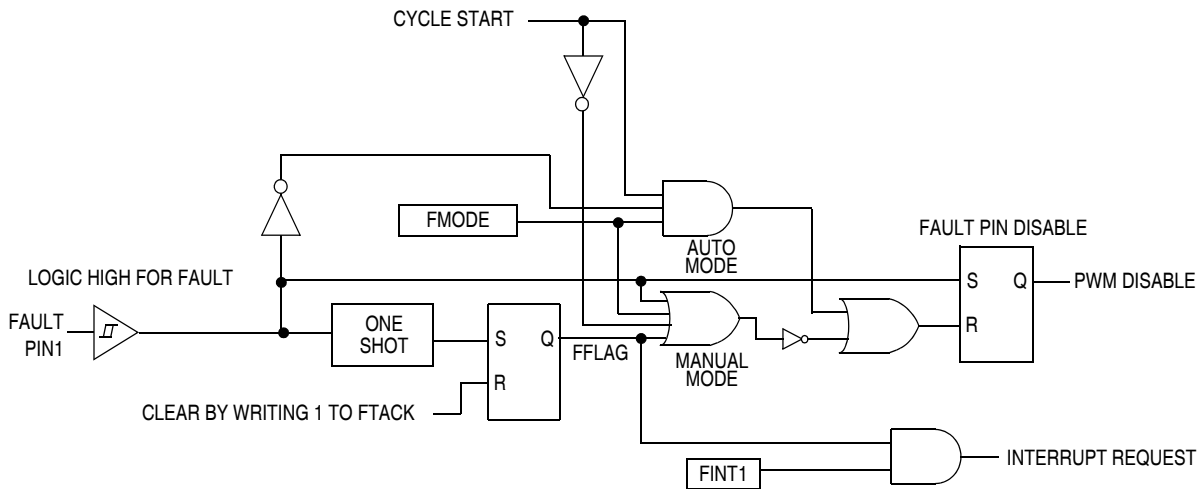 CYCLE START
FMODE
AUTO
MODE
FAULT PIN DISABLE
LOGIC HIGH FOR FAULT
S
Q
PWM DISABLE
R
FAULT
PIN1
ONE
SHOT
S
Q
FFLAG
R
MANUAL
MODE
CLEAR BY WRITING 1 TO FTACK
FINT1
INTERRUPT REQUEST